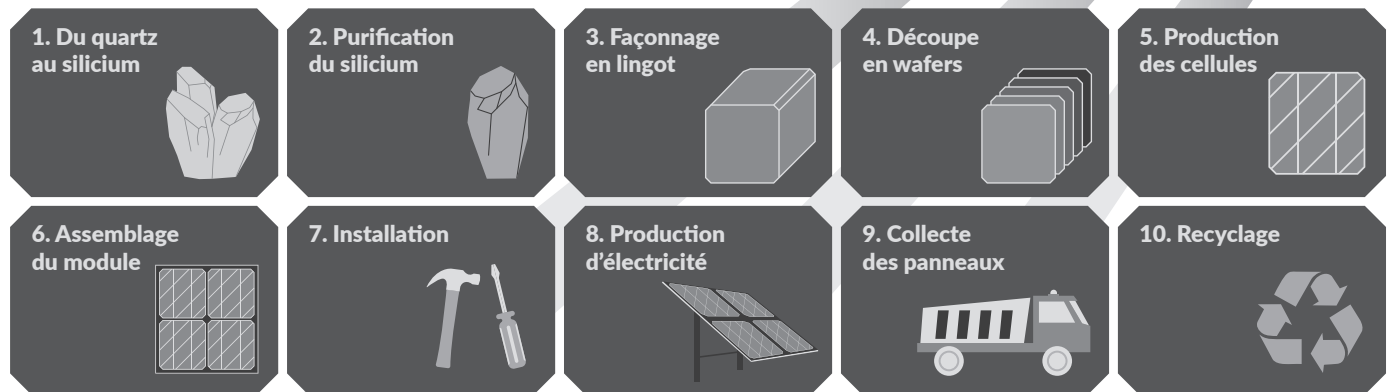 1. Du quartz
au silicium
2. Purification
du silicium
3. Façonnage
en lingot
4. Découpe
en wafers
5. Production
des cellules
6. Assemblage
du module
7. Installation
8. Production
d’électricité
9. Collecte
des panneaux
10. Recyclage